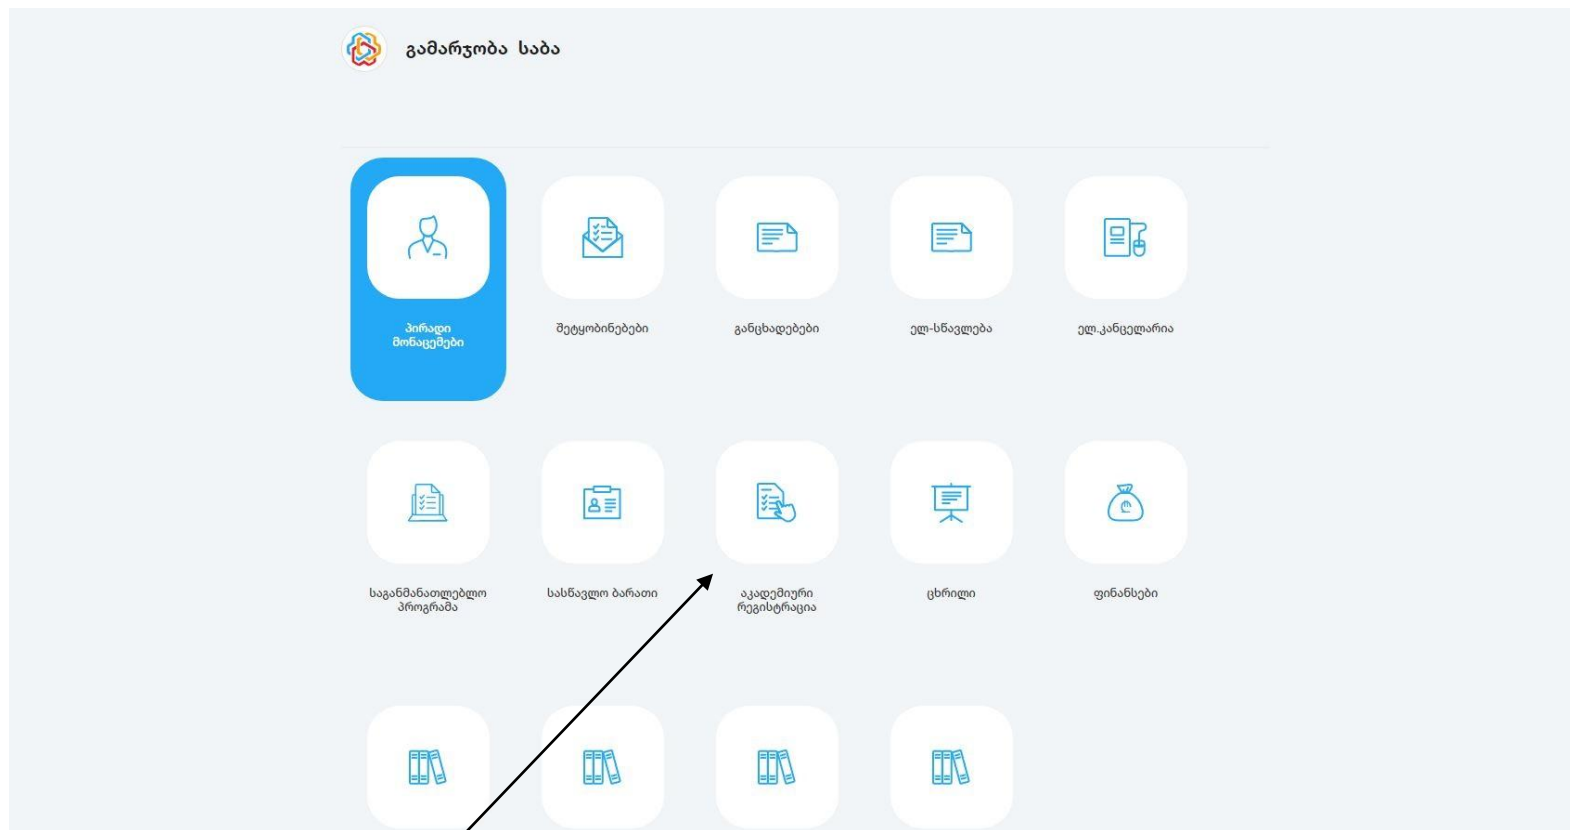 გამარჯობა საბა
პირადი
მონაცემები
შეტყობინებები
განცხადებები
ელ-სწავლება
ელ.კანცელარია
საგანმანათლებლო
პროგრამა
სასწავლო ბარათი
აკადემიური
რეგისტრაცია
ცხრილი
ფინანსები